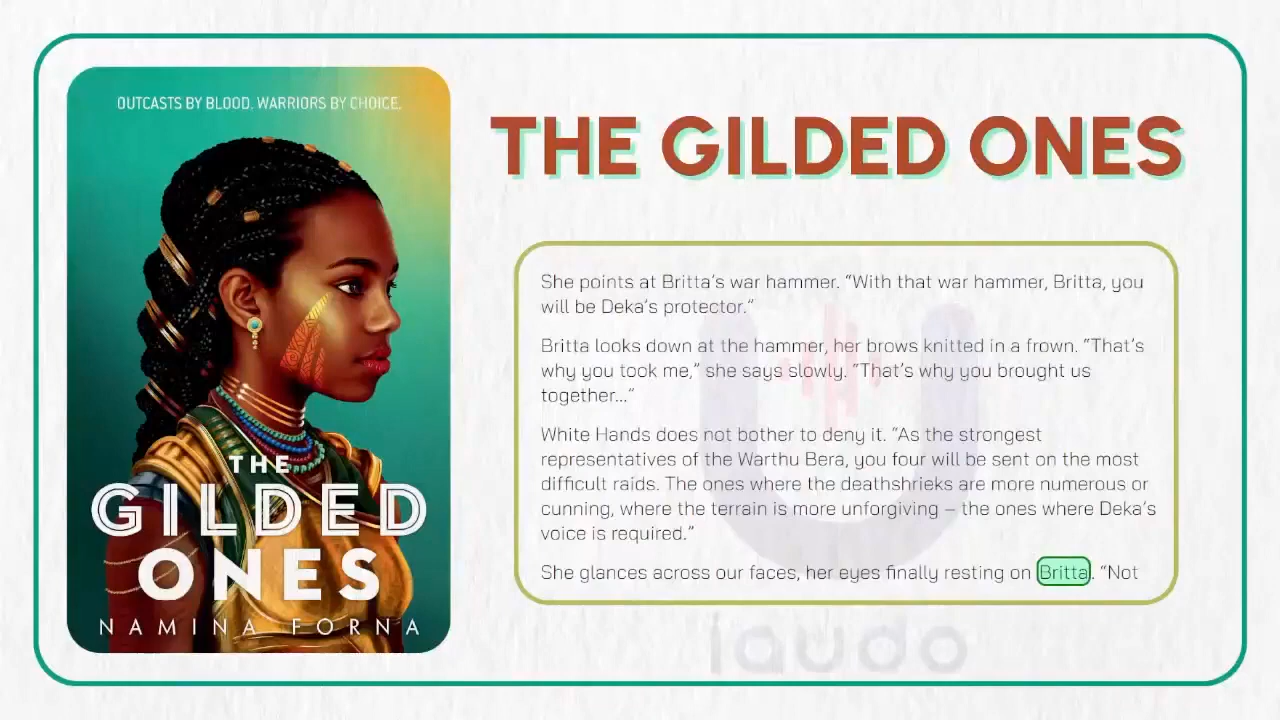 OUTCASTS BY BLOOD. WARRIORS BY CHOICE.
THE
GILDED
ONES
NAMINA FORNA
THE GILDED ONES
She points at Britta’s war hammer. “With that war hammer, Britta, you
will be Deka’s protector.”
Britta looks down at the hammer, her brows knitted in a frown. “That’s
why you took me,” she says slowly. “That’s why you brought us
together...”
White Hands does not bother to deny it. “As the strongest
representatives of the Warthu Bera, you four will be sent on the most
difficult raids. The ones where the deathshrieks are more numerous or
cunning, where the terrain is more unforgiving – the ones where Deka’s
voice is required.”
She glances across our faces, her eyes finally resting on Britta. “Not
laudo